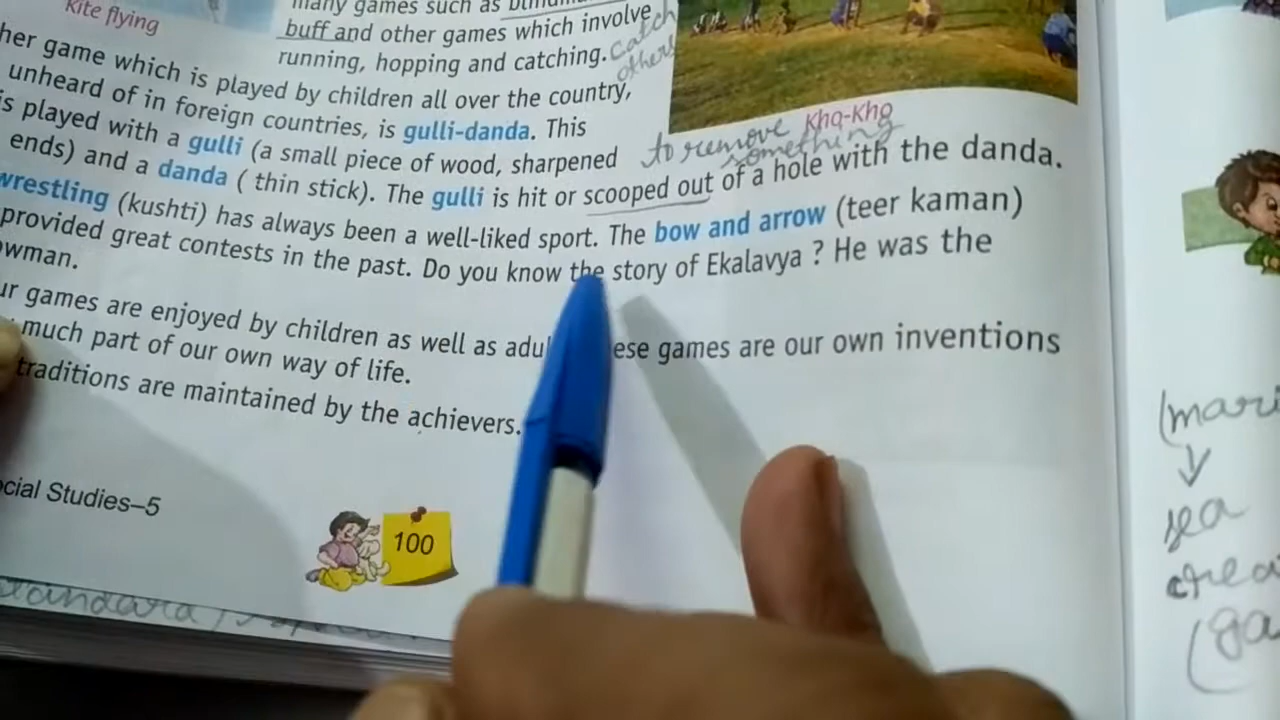 Kite flying
many games such as
buff and other games which involve
running, hopping and catching.
catch
others
her game which is played by children all over the country,
unheard of in foreign countries, is gulli-danda. This
is played with a gulli (a small piece of wood, sharpened
Kho-Kho
to remove
something
ends) and a danda ( thin stick). The gulli is hit or scooped out of a hole with the danda.
wrestling (kushti) has always been a well-liked sport. The bow and arrow (teer kaman)
provided great contests in the past. Do you know the story of Ekalavya ? He was the
owman.
ur games are enjoyed by children as well as adu ese games are our own inventions
much part of our own way of life.
traditions are maintained by the achievers.
ocial Studies–5
100
(mari
sea
crea
(ga